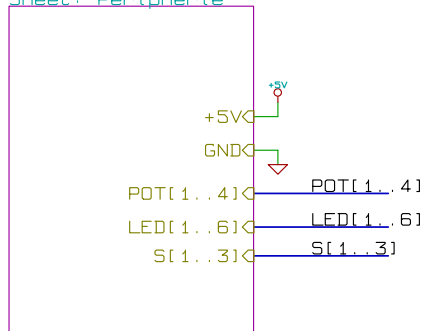 Sheet: Peripherie
+5V
+5V
GND
POT[1..4] POT[1..4]
LED[1..6] LED[1..6]
S[1..3] S[1..3]